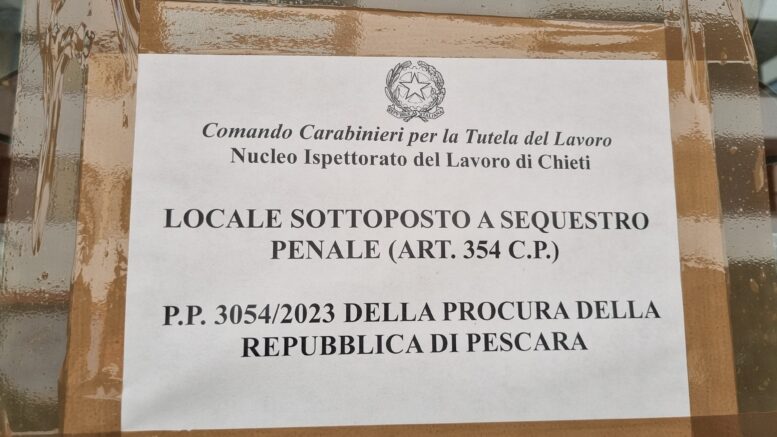 Comando Carabinieri per la Tutela del Lavoro
Nucleo Ispettorato del Lavoro di Chieti
LOCALE SOTTOPOSTO A SEQUESTRO
PENALE (ART. 354 C.P.)
P.P. 3054/2023 DELLA PROCURA DELLA
REPUBBLICA DI PESCARA